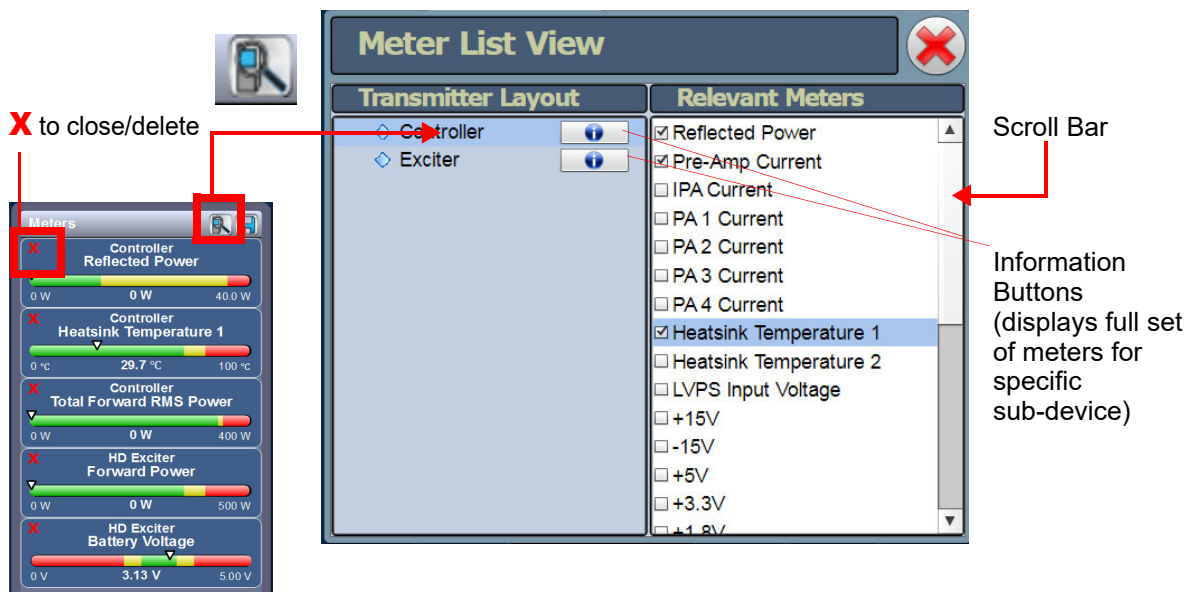 X to close/delete
Meters
X
Controller
Reflected Power
0 W 0 W 40.0 W
X
Controller
Heatsink Temperature 1
0 °C 29.7 °C 100 °C
X
Controller
Total Forward RMS Power
0 W 0 W 400 W
X
HD Exciter
Forward Power
0 W 0 W 500 W
X
HD Exciter
Battery Voltage
0 V 3.13 V 5.00 V
Meter List View
Transmitter Layout
Controller
Exciter
Relevant Meters
Reflected Power
Pre-Amp Current
IPA Current
PA 1 Current
PA 2 Current
PA 3 Current
PA 4 Current
Heatsink Temperature 1
Heatsink Temperature 2
LVPS Input Voltage
+15V
-15V
+5V
+3.3V
+1.8V
Scroll Bar
Information
Buttons
(displays full set
of meters for
specific
sub-device)